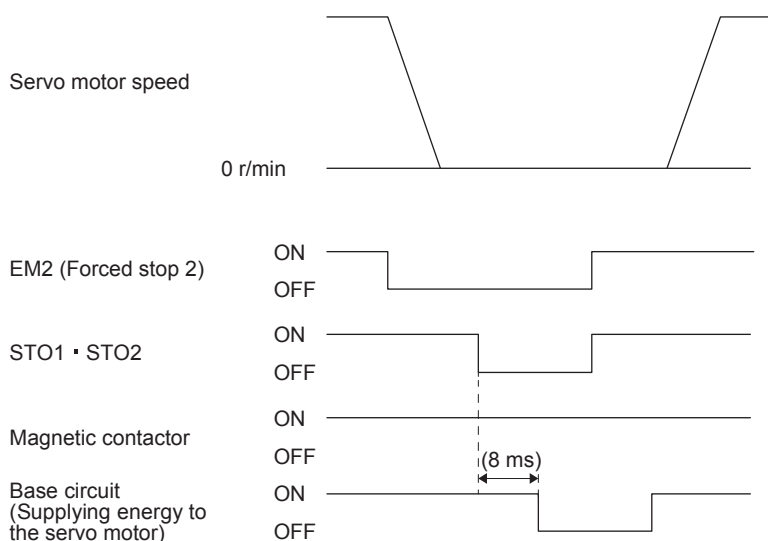 Servo motor speed
0 r/min
EM2 (Forced stop 2)
ON
OFF
STO1・STO2
ON
OFF
Magnetic contactor
ON
OFF
(8 ms)
Base circuit
(Supplying energy to
the servo motor)
ON
OFF